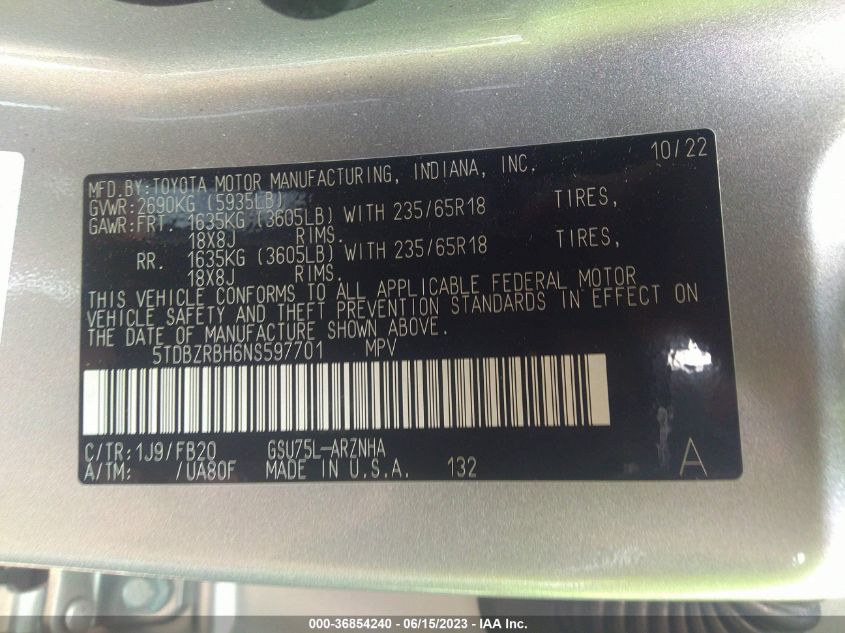 MFD.BY:TOYOTA MOTOR MANUFACTURING, INDIANA, INC. 10/22
GVWR:2690KG (5935LB)
GAWR:FRT. 1635KG (3605LB) WITH 235/65R18 TIRES,
18X8J RIMS.
RR. 1635KG (3605LB) WITH 235/65R18 TIRES,
18X8J RIMS.
THIS VEHICLE CONFORMS TO ALL APPLICABLE FEDERAL MOTOR
VEHICLE SAFETY AND THEFT PREVENTION STANDARDS IN EFFECT ON
THE DATE OF MANUFACTURE SHOWN ABOVE.
5TDBZRBH6NS597701 MPV
C/TR:1J9/FB20 GSU75L-ARZNHA
A/TM: /UA80F MADE IN U.S.A. 132 A
000-36854240 - 06/15/2023 - IAA Inc.